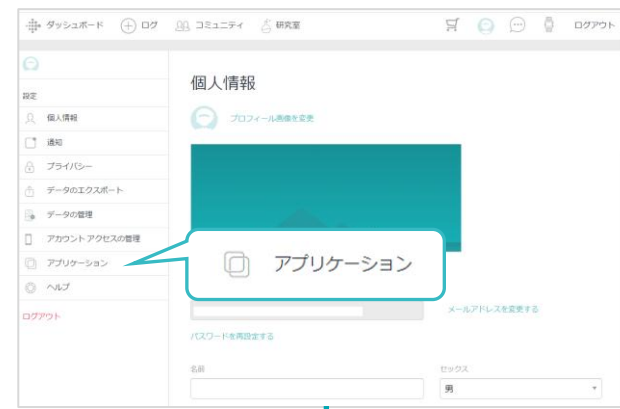 ダッシュボード ログ コミュニティ 研究室 ログアウト
設定
個人情報
通知
プライバシー
データのエクスポート
データの管理
アカウント アクセスの管理
アプリケーション
ヘルプ
ログアウト
個人情報
プロフィール画像を変更
アプリケーション
メールアドレスを変更する
パスワードを再設定する
名前 セックス
男